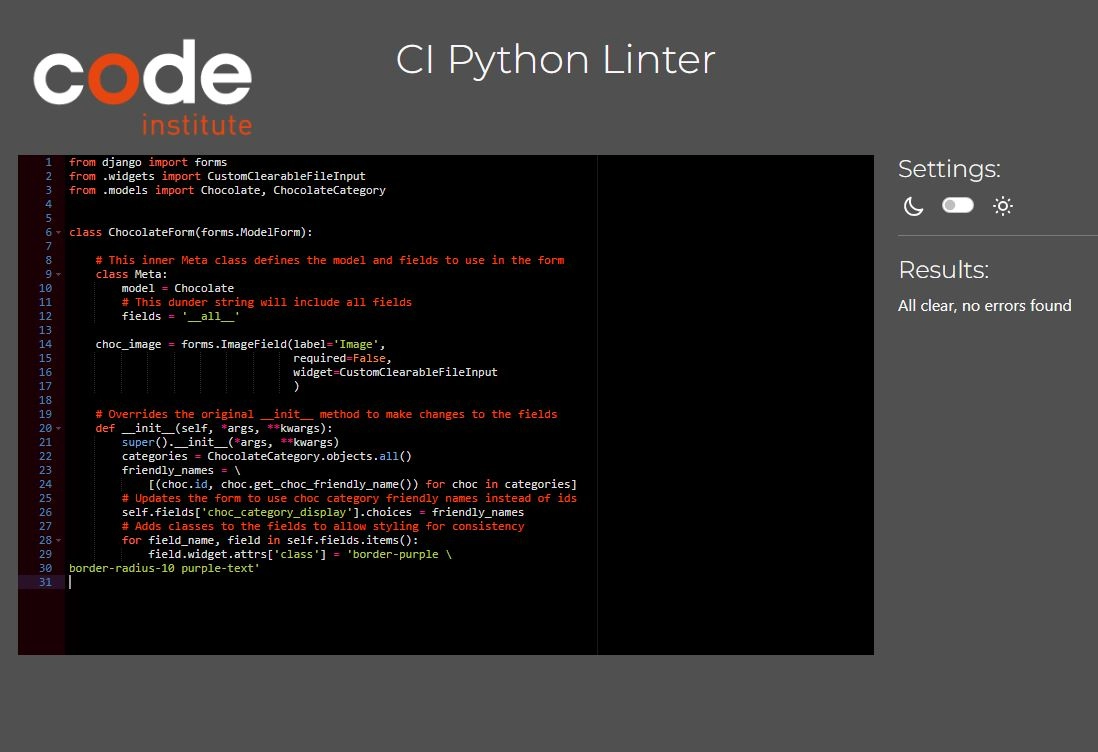 code
institute
CI Python Linter
1 from django import forms
2 from .widgets import CustomClearableFileInput
3 from .models import Chocolate, ChocolateCategory
4
5
6 class ChocolateForm(forms.ModelForm):
7
8     # This inner Meta class defines the model and fields to use in the form
9     class Meta:
10         model = Chocolate
11         # This dunder string will include all fields
12         fields = '__all__'
13
14     choc_image = forms.ImageField(label='Image',
15                                   required=False,
16                                   widget=CustomClearableFileInput
17                                   )
18
19     # Overrides the original __init__ method to make changes to the fields
20     def __init__(self, *args, **kwargs):
21         super().__init__(*args, **kwargs)
22         categories = ChocolateCategory.objects.all()
23         friendly_names = \
24             [(choc.id, choc.get_choc_friendly_name()) for choc in categories]
25         # Updates the form to use choc category friendly names instead of ids
26         self.fields['choc_category_display'].choices = friendly_names
27         # Adds classes to the fields to allow styling for consistency
28         for field_name, field in self.fields.items():
29             field.widget.attrs['class'] = 'border-purple \
30 border-radius-10 purple-text'
31
Settings:
Results:
All clear, no errors found